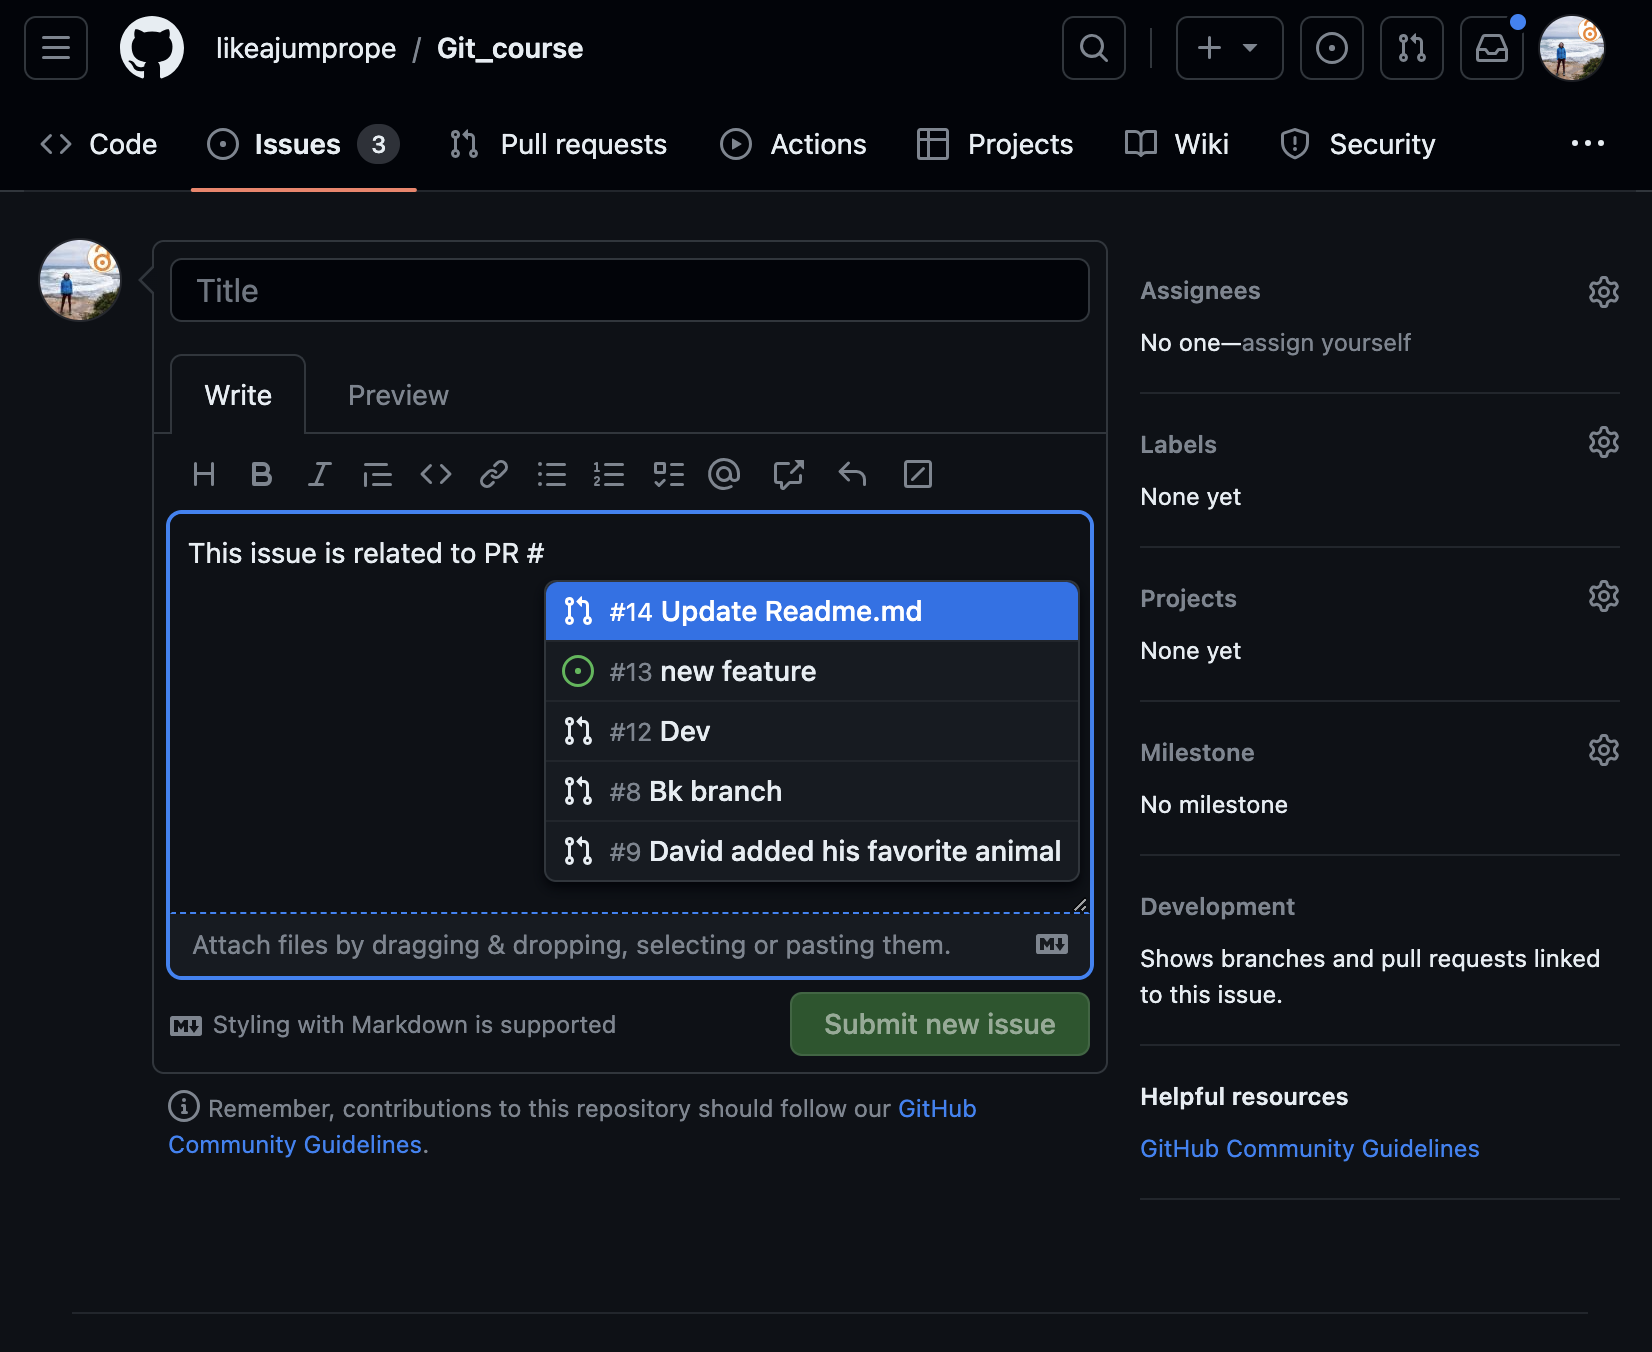 likeajumprope / Git_course
Code
Issues 3
Pull requests
Actions
Projects
Wiki
Security
Title
Write
Preview
This issue is related to PR #
#14 Update Readme.md
#13 new feature
#12 Dev
#8 Bk branch
#9 David added his favorite animal
Attach files by dragging & dropping, selecting or pasting them.
Styling with Markdown is supported
Submit new issue
Remember, contributions to this repository should follow our GitHub
Community Guidelines.
Assignees
No one—assign yourself
Labels
None yet
Projects
None yet
Milestone
No milestone
Development
Shows branches and pull requests linked
to this issue.
Helpful resources
GitHub Community Guidelines